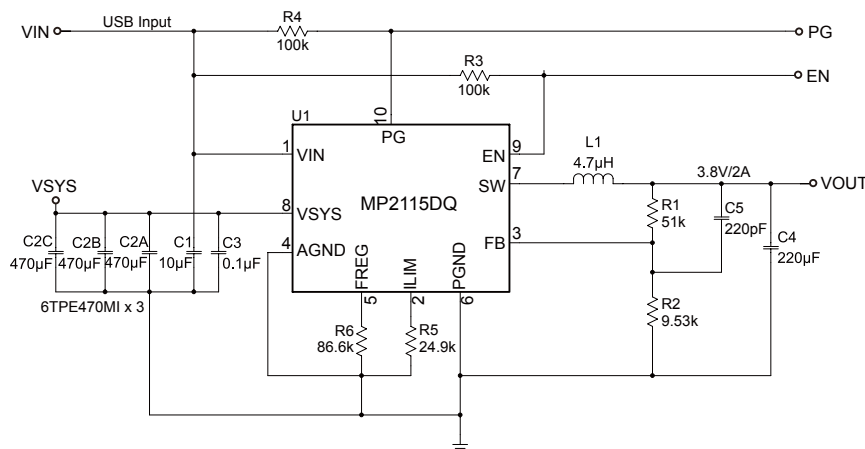 VIN
USB Input
R4
100k
PG
R3
100k
EN
U1
10
PG
1
VIN
EN
9
L1
4.7µH
SW
7
3.8V/2A
VOUT
VSYS
8
VSYS
MP2115DQ
R1
51k
C5
220pF
C2C
470µF
C2B
470µF
C2A
470µF
C1
10µF
C3
0.1µF
4
AGND
FB
3
C4
220µF
FREG
ILIM
PGND
5
2
6
6TPE470MI x 3
R6
86.6k
R5
24.9k
R2
9.53k